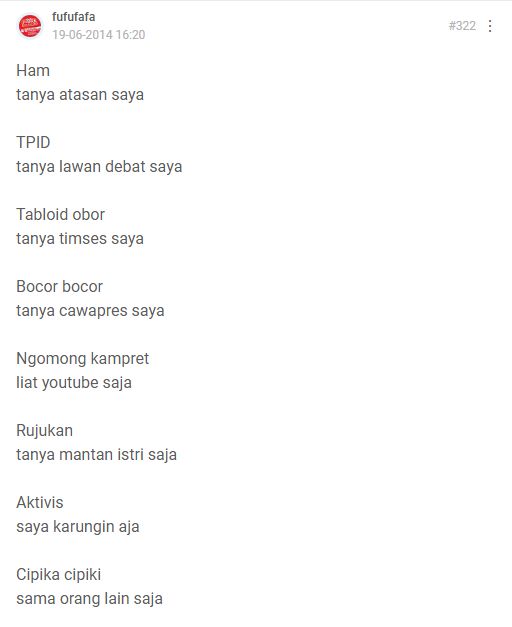 fufufafa
19-06-2014 16:20
#322
Ham
tanya atasan saya
TPID
tanya lawan debat saya
Tabloid obor
tanya timses saya
Bocor bocor
tanya cawapres saya
Ngomong kampret
liat youtube saja
Rujukan
tanya mantan istri saja
Aktivis
saya karungin aja
Cipika cipiki
sama orang lain saja